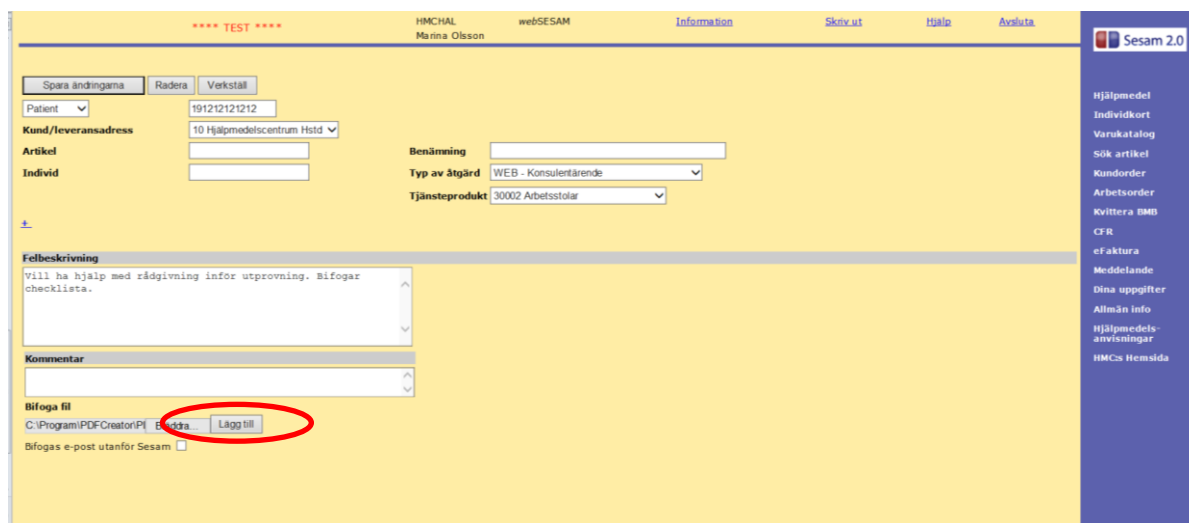 **** TEST **** HMCHAL webSESAM Information Skriv ut Hjälp Avsluta
Marina Olsson
Sesam 2.0
Spara ändringarna Radera Verkställ
Patient 191212121212
Kund/leveransadress 10 Hjälpmedelscentrum Hstd
Artikel Benämning
Individ Typ av åtgärd WEB - Konsulentärende
Tjänsteprodukt 30002 Arbetsstolar
+
Felbeskrivning
Vill ha hjälp med rådgivning inför utprovning. Bifogar
checklista.
Kommentar
Bifoga fil
C:\Program\PDFCreator\ Bläddra... Lägg till
Bifogas e-post utanför Sesam
Hjälpmedel
Individkort
Varukatalog
Sök artikel
Kundorder
Arbetsorder
Kvittera BMB
CFR
eFaktura
Meddelande
Dina uppgifter
Allmän info
Hjälpmedels-
anvisningar
HMC:s Hemsida